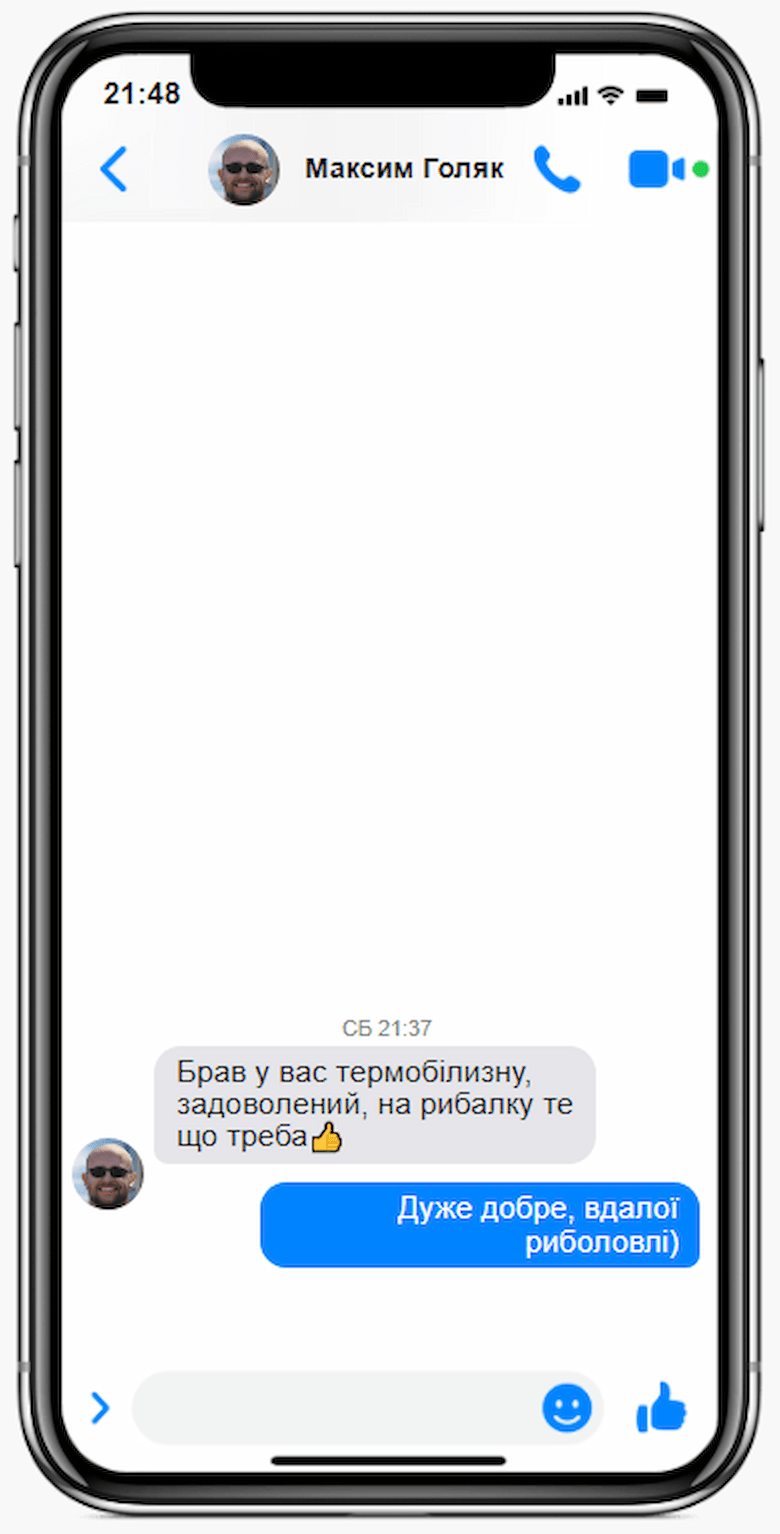 21:48
Максим Голяк
СБ 21:37
Брав у вас термобілизну,
задоволений, на рибалку те
що треба👍
Дуже добре, вдалої
риболовлі)